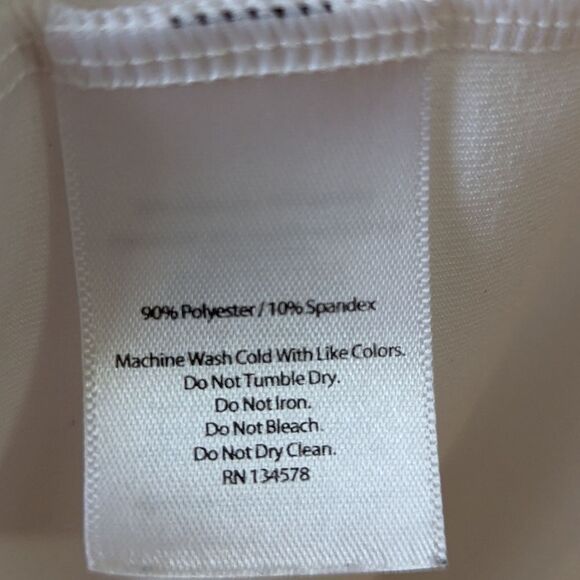 90% Polyester / 10% Spandex
Machine Wash Cold With Like Colors.
Do Not Tumble Dry.
Do Not Iron.
Do Not Bleach.
Do Not Dry Clean.
RN 134578